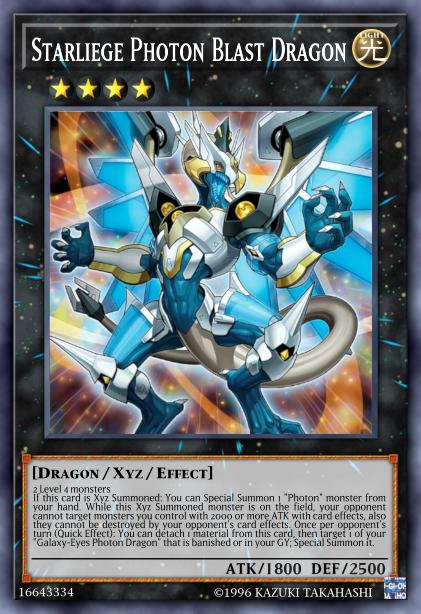 STARLIEGE PHOTON BLAST DRAGON
LIGHT
光
[DRAGON / XYZ / EFFECT]
2 Level 4 monsters
If this card is Xyz Summoned: You can Special Summon 1 "Photon" monster from
your hand. While this Xyz Summoned monster is on the field, your opponent
cannot target monsters you control with 2000 or more ATK with card effects, also
they cannot be destroyed by your opponent's card effects. Once per opponent's
turn (Quick Effect): You can detach 1 material from this card, then target 1 of your
"Galaxy-Eyes Photon Dragon" that is banished or in your GY; Special Summon it.
ATK/1800 DEF/2500
16643334 ©1996 KAZUKI TAKAHASHI